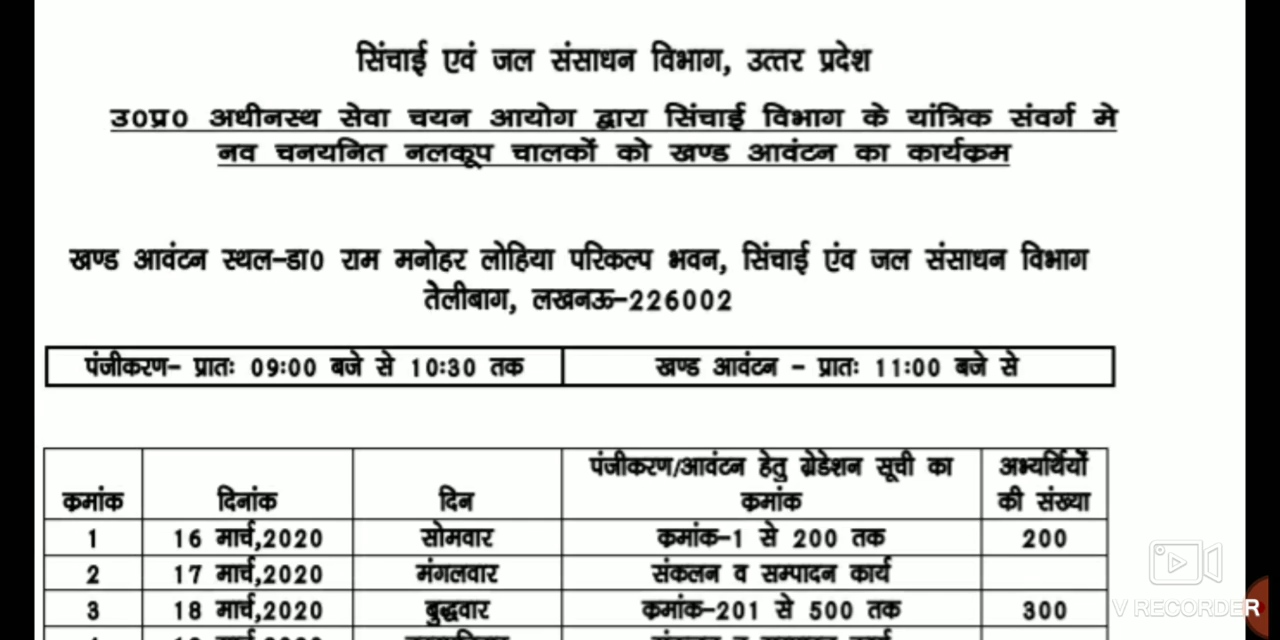 सिंचाई एवं जल संसाधन विभाग, उत्तर प्रदेश
उ0प्र0 अधीनस्थ सेवा चयन आयोग द्वारा सिंचाई विभाग के यांत्रिक संवर्ग मे
नव चनयनित नलकूप चालकों को खण्ड आवंटन का कार्यक्रम
खण्ड आवंटन स्थल-डा0 राम मनोहर लोहिया परिकल्प भवन, सिंचाई एंव जल संसाधन विभाग
तेलीबाग, लखनऊ-226002
पंजीकरण- प्रातः 09:00 बजे से 10:30 तक खण्ड आवंटन - प्रातः 11:00 बजे से
क्रमांक दिनांक दिन पंजीकरण/आवंटन हेतु ग्रेडेशन सूची का क्रमांक अभ्यर्थियों की संख्या
1 16 मार्च,2020 सोमवार क्रमांक-1 से 200 तक 200
2 17 मार्च,2020 मंगलवार संकलन व सम्पादन कार्य
3 18 मार्च,2020 बुद्धवार क्रमांक-201 से 500 तक 300
V RECORDER